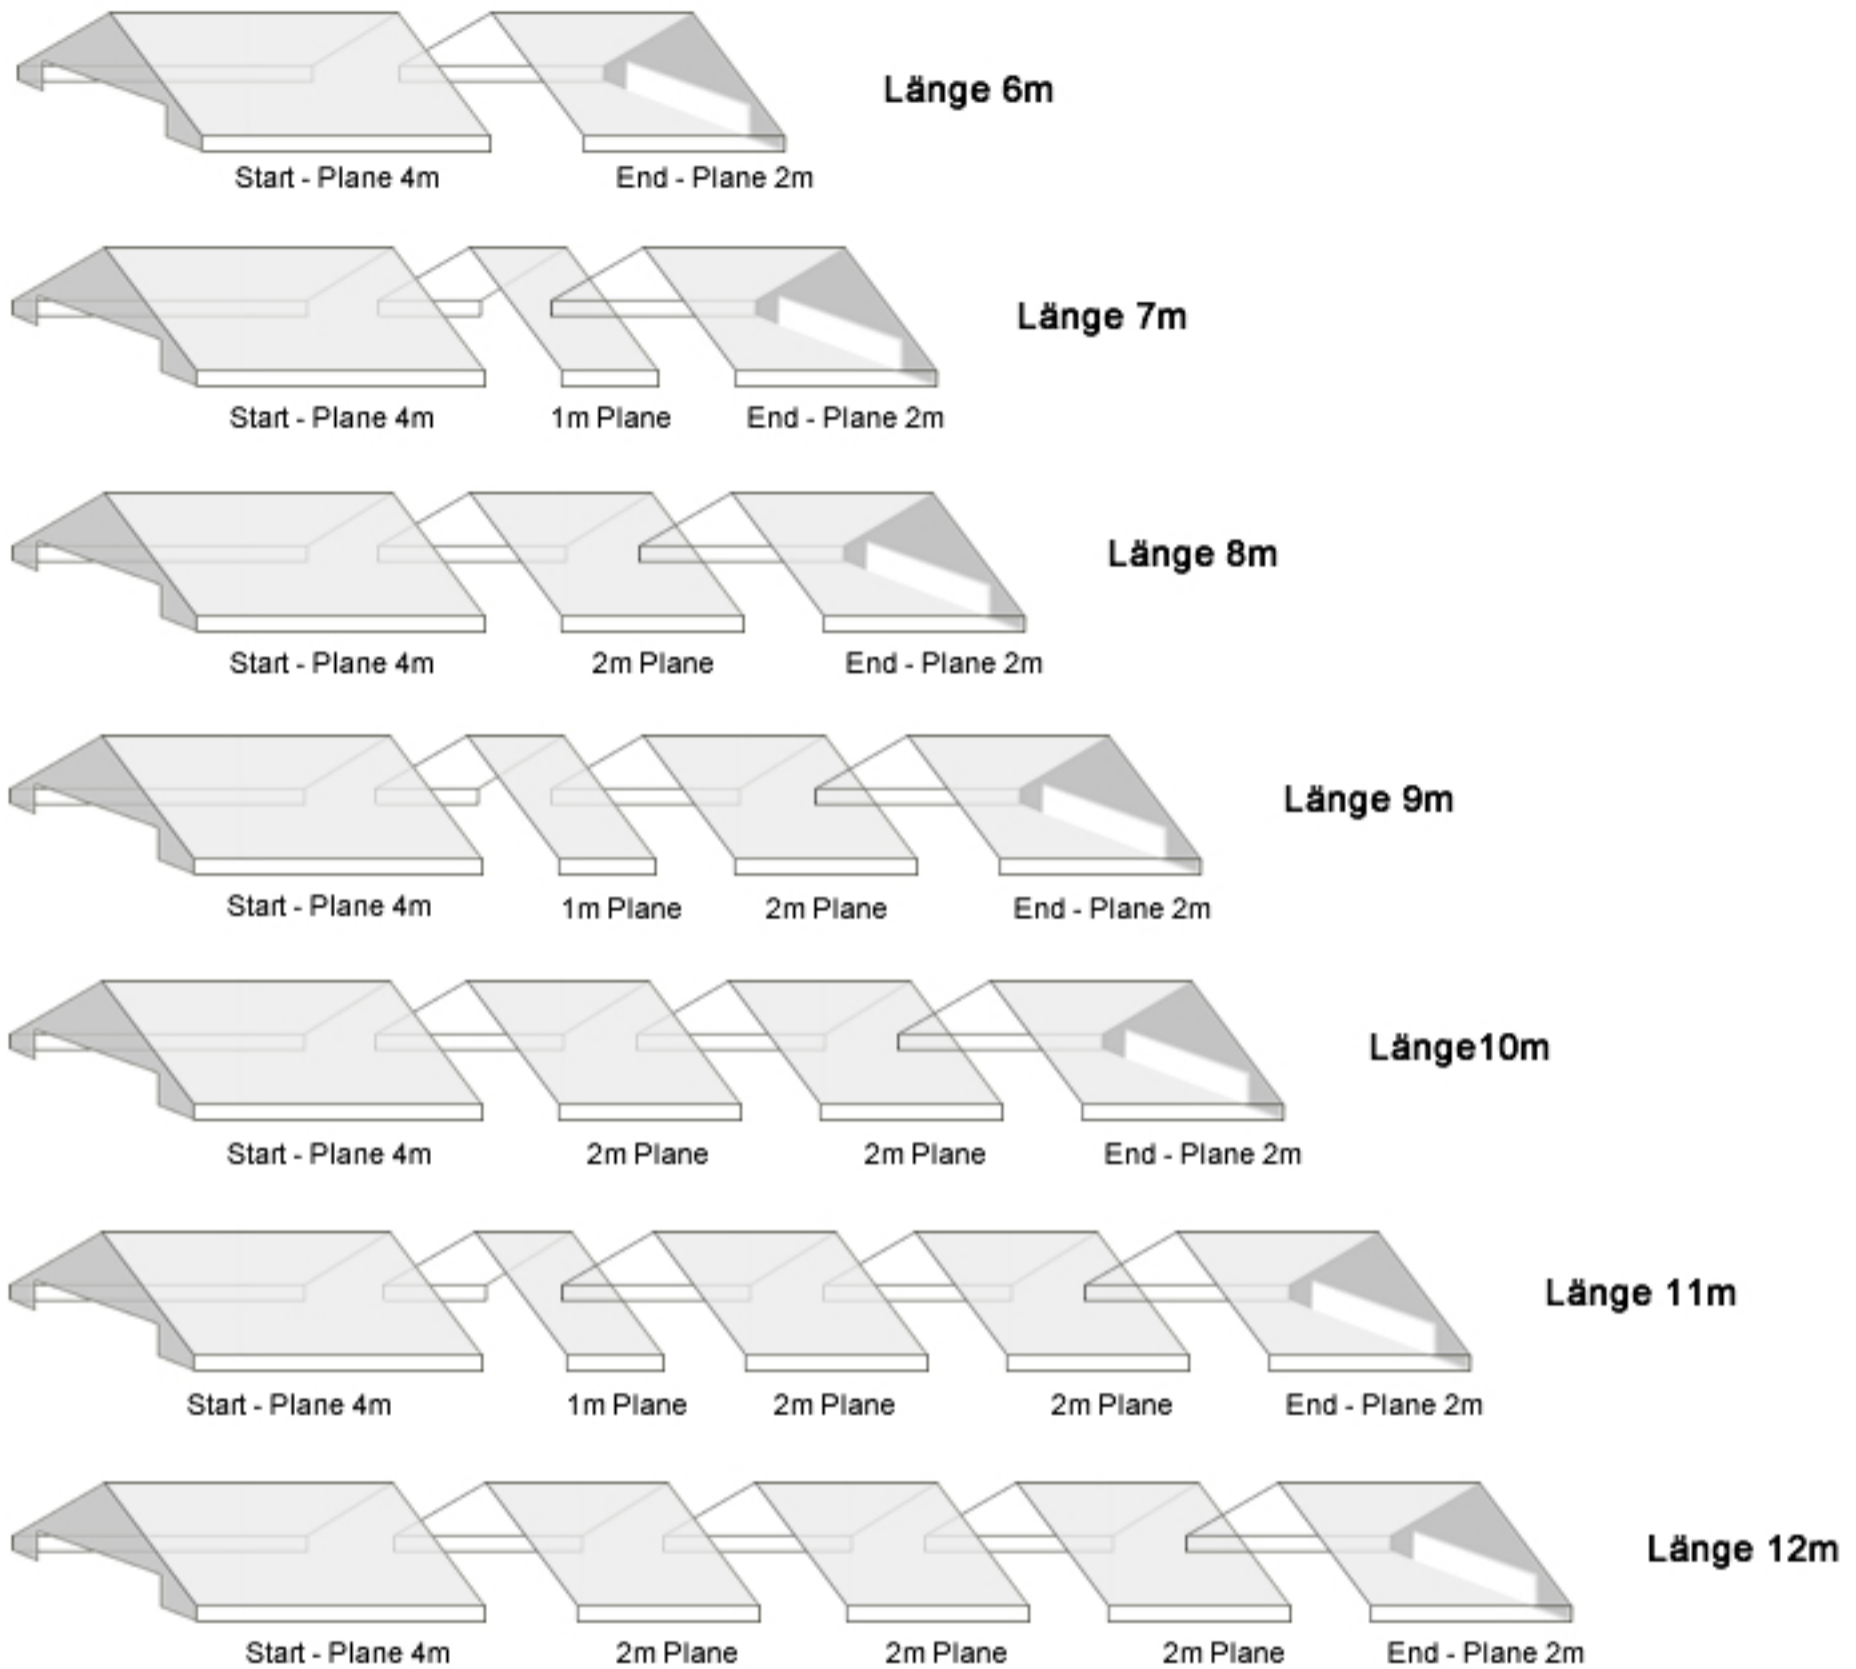 Länge 6m
Start - Plane 4m End - Plane 2m
Länge 7m
Start - Plane 4m 1m Plane End - Plane 2m
Länge 8m
Start - Plane 4m 2m Plane End - Plane 2m
Länge 9m
Start - Plane 4m 1m Plane 2m Plane End - Plane 2m
Länge10m
Start - Plane 4m 2m Plane 2m Plane End - Plane 2m
Länge 11m
Start - Plane 4m 1m Plane 2m Plane 2m Plane End - Plane 2m
Länge 12m
Start - Plane 4m 2m Plane 2m Plane 2m Plane End - Plane 2m